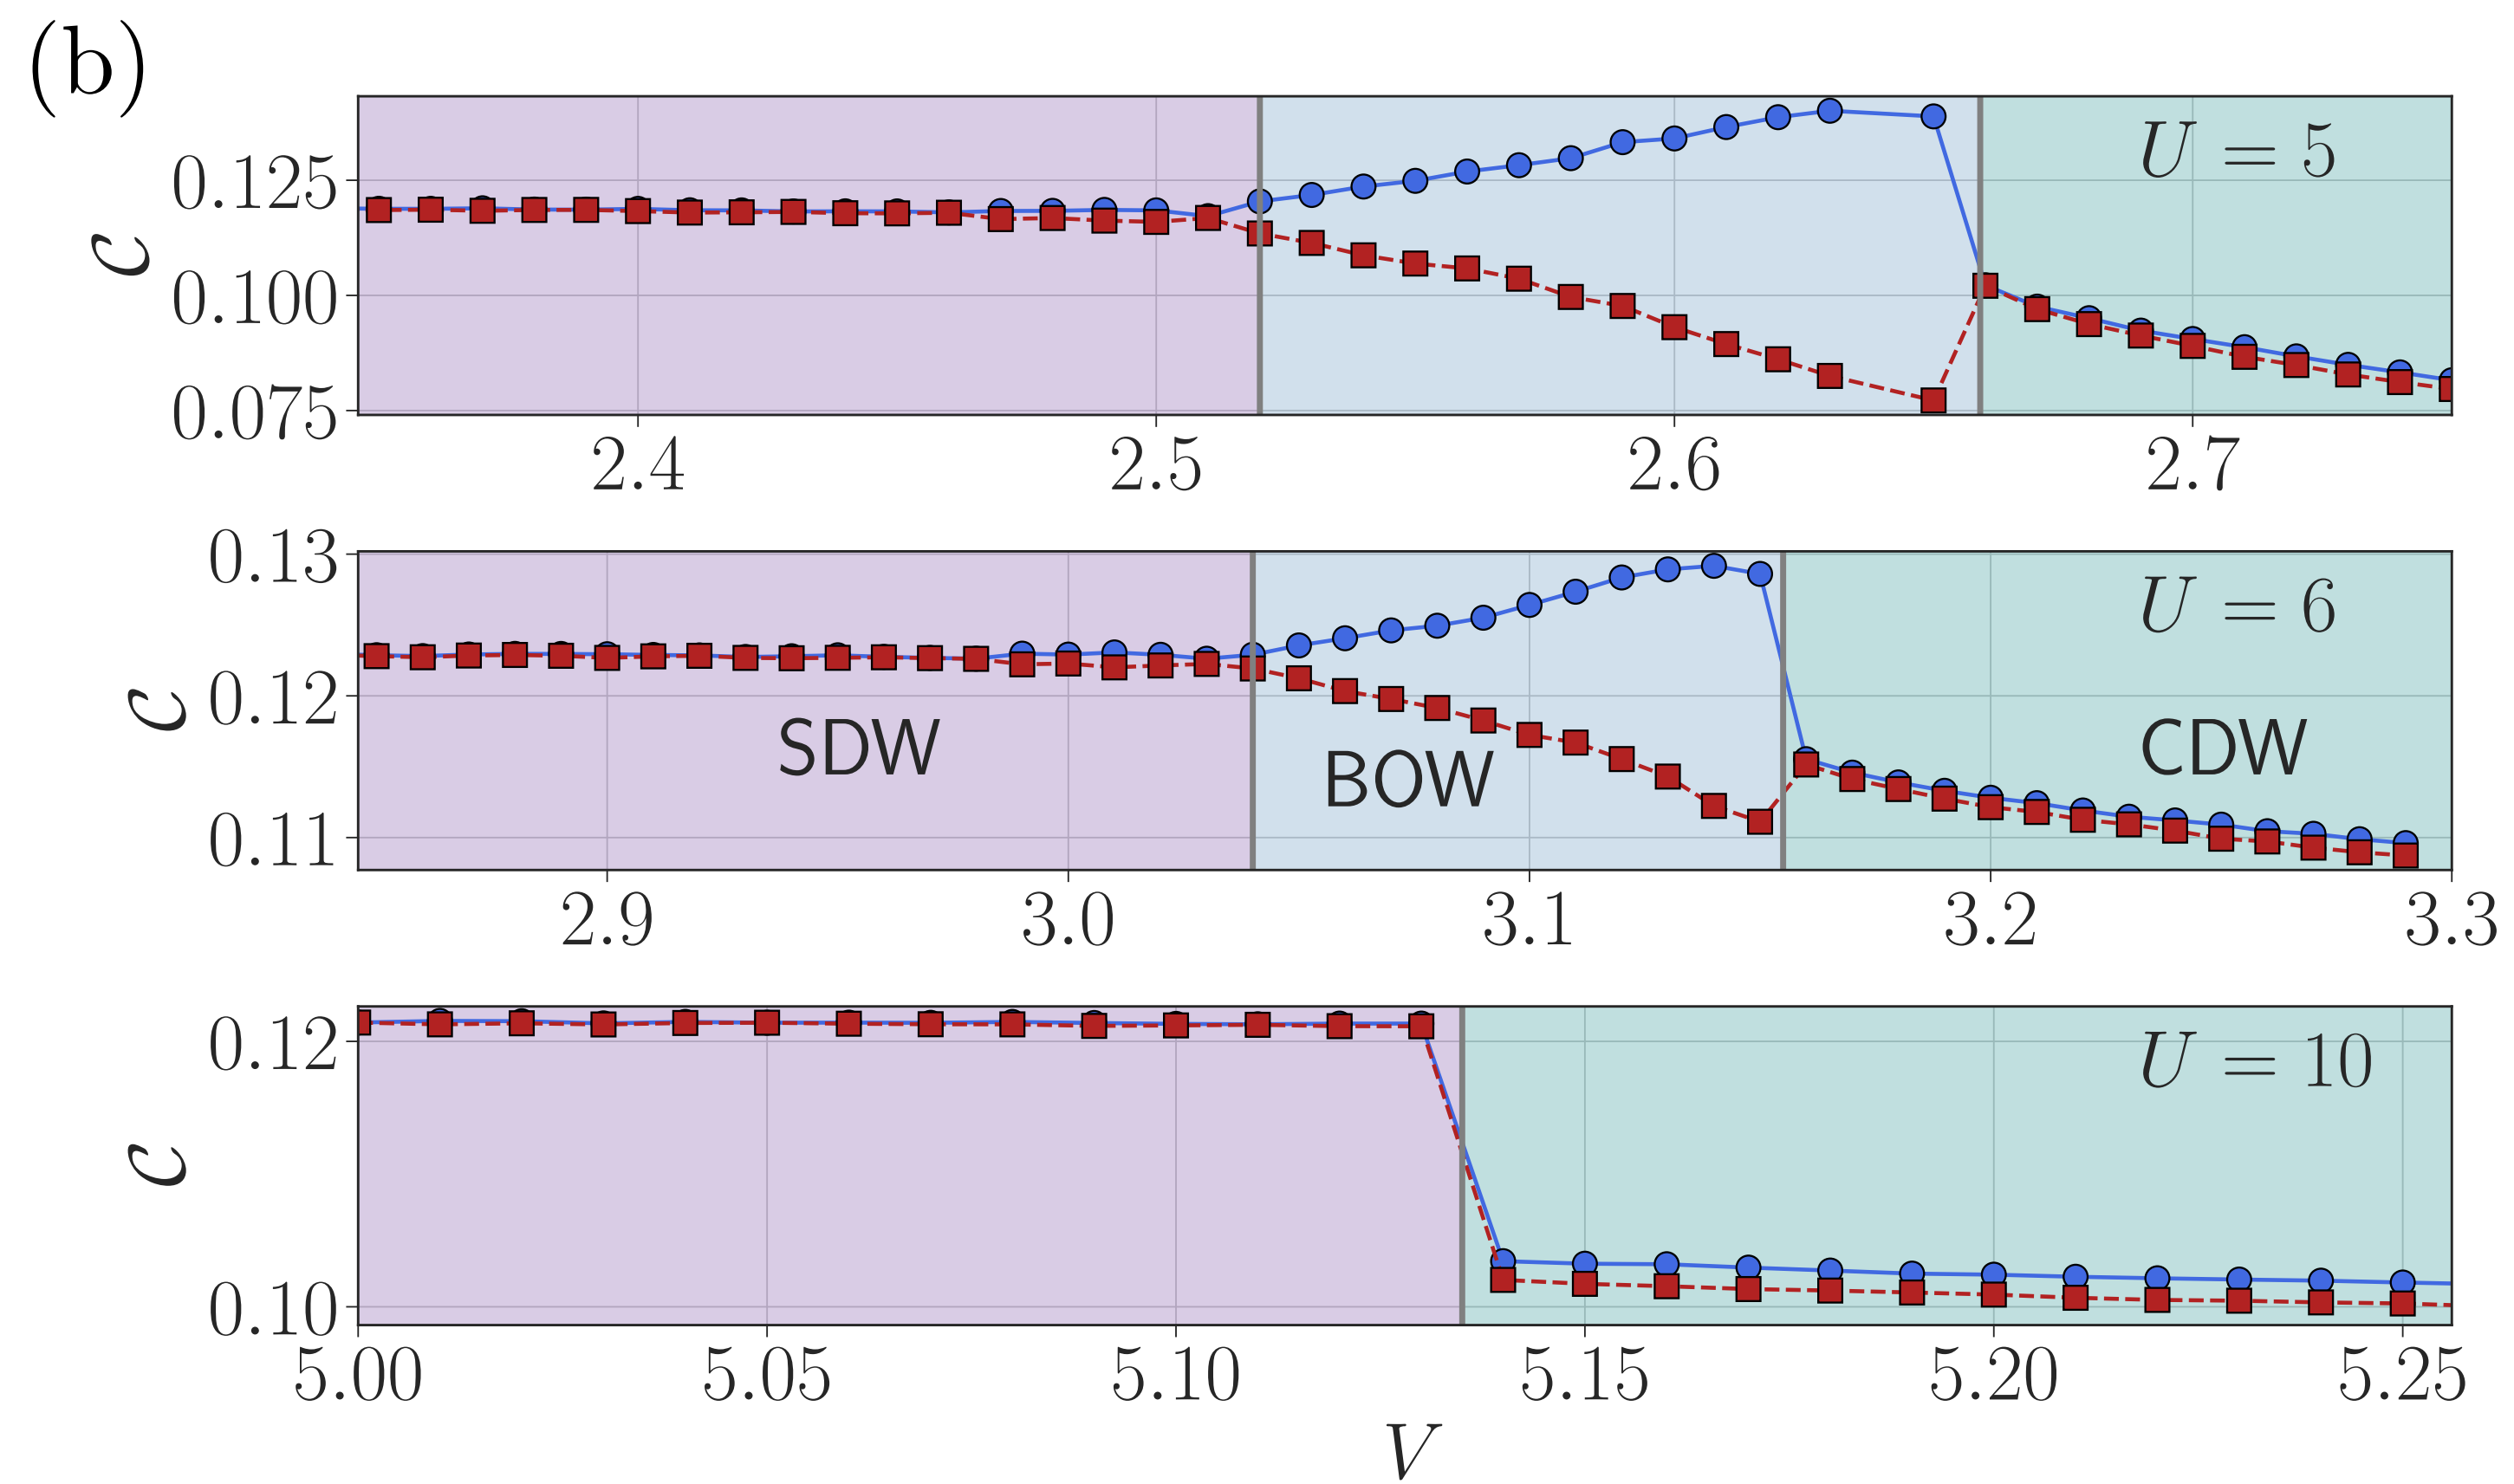 (b)
U = 5
0.125
0.100
0.075
C
2.4 2.5 2.6 2.7
U = 6
0.13
0.12
0.11
C
SDW BOW CDW
2.9 3.0 3.1 3.2 3.3
U = 10
0.12
0.10
C
5.00 5.05 5.10 5.15 5.20 5.25
V